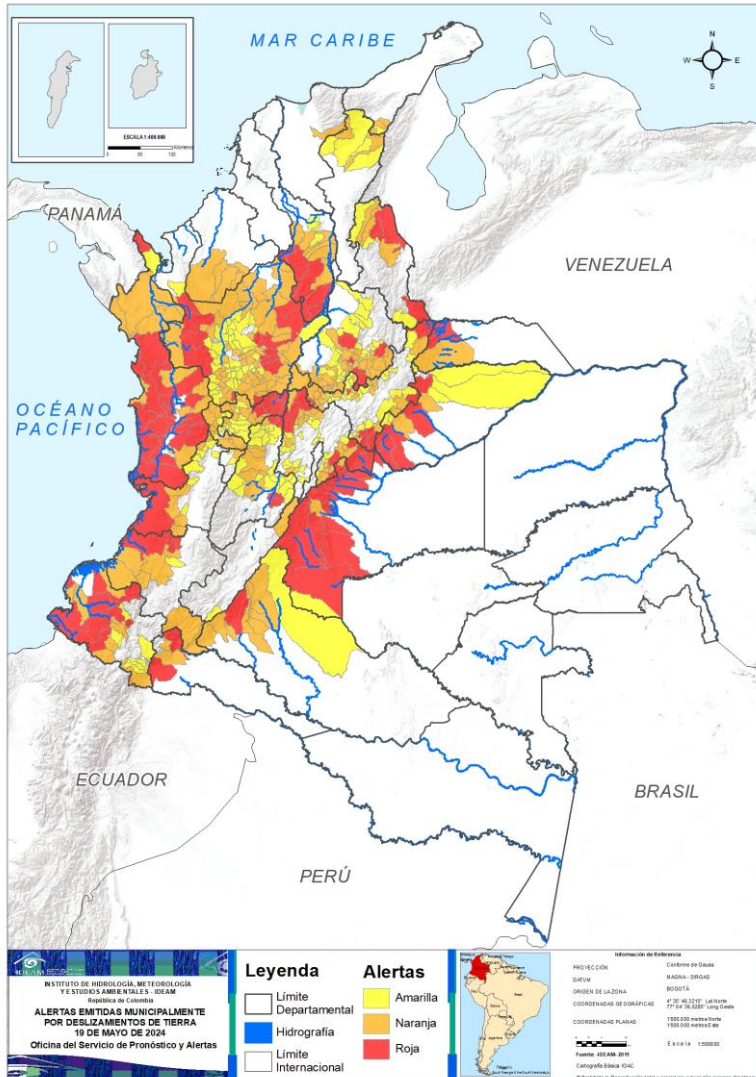 MAR CARIBE
N
W E
S
ESCALA 1:400.000
Kilómetros
PANAMÁ
VENEZUELA
OCÉANO
PACÍFICO
ECUADOR
BRASIL
PERÚ
IDEAM
INSTITUTO DE HIDROLOGÍA, METEOROLOGÍA
Y ESTUDIOS AMBIENTALES - IDEAM
República de Colombia
ALERTAS EMITIDAS MUNICIPALMENTE
POR DESLIZAMIENTOS DE TIERRA
19 DE MAYO DE 2024
Oficina del Servicio de Pronóstico y Alertas
Leyenda
Límite
Departamental
Hidrografía
Límite
Internacional
Alertas
Amarilla
Naranja
Roja
Información de Referencia
PROYECCIÓN Conforme de Gauss
DATUM MAGNA - SIRGAS
ORIGEN DE LA ZONA BOGOTÁ
COORDENADAS GEOGRÁFICAS
COORDENADAS PLANAS
Fuente: IDEAM- 2011
Cartografía Básica IGAC